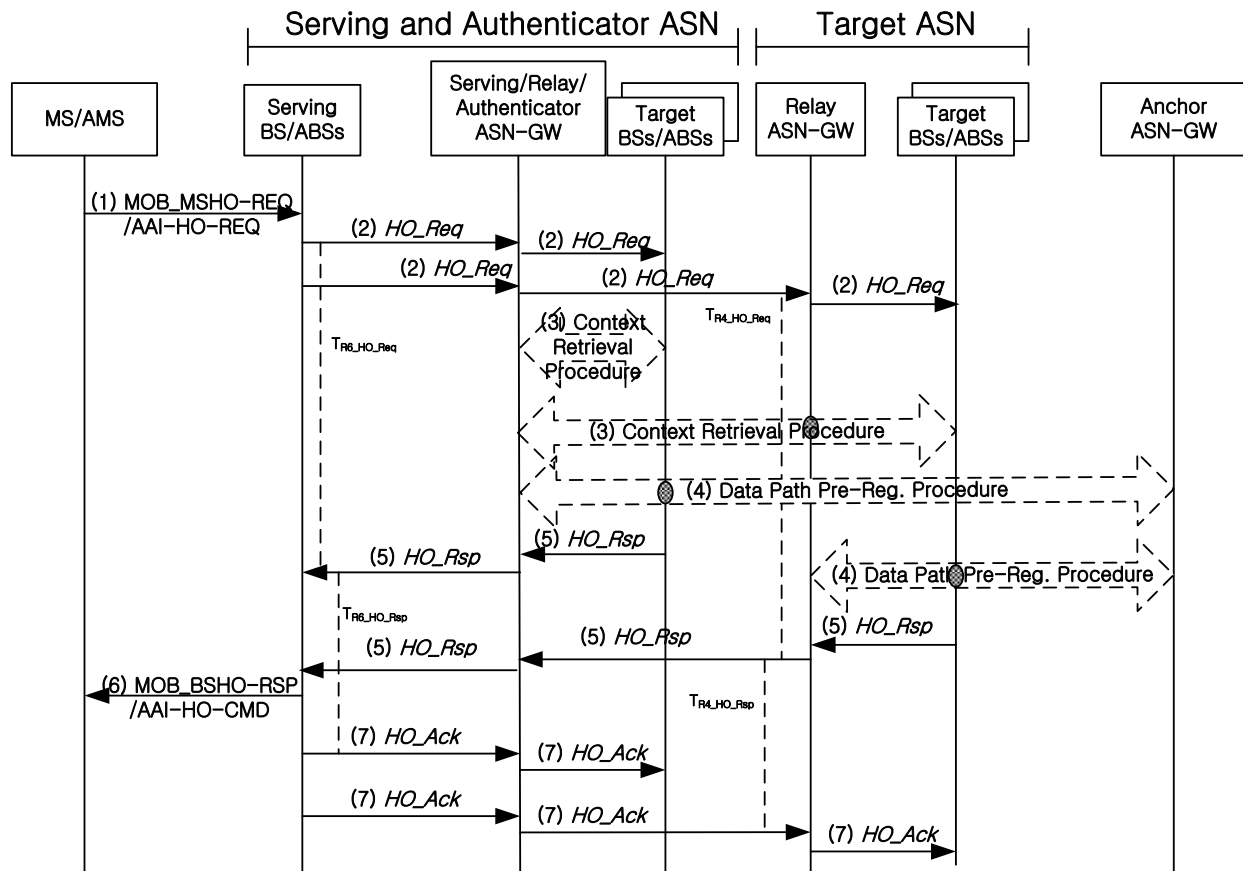 Serving and Authenticator ASN
Target ASN
MS/AMS
Serving
BS/ABSs
Serving/Relay/
Authenticator
ASN-GW
Target
BSs/ABSs
Relay
ASN-GW
Target
BSs/ABSs
Anchor
ASN-GW
(1) MOB_MSHO-REQ
/AAI-HO-REQ
(2) HO_Req
(2) HO_Req
(2) HO_Req
(2) HO_Req
(2) HO_Req
TR4_HO_Req
TR6_HO_Req
(3) Context
Retrieval
Procedure
(3) Context Retrieval Procedure
(4) Data Path Pre-Reg. Procedure
(5) HO_Rsp
(5) HO_Rsp
(4) Data Path Pre-Reg. Procedure
TR6_HO_Rsp
(5) HO_Rsp
(5) HO_Rsp
(5) HO_Rsp
(6) MOB_BSHO-RSP
/AAI-HO-CMD
TR4_HO_Rsp
(7) HO_Ack
(7) HO_Ack
(7) HO_Ack
(7) HO_Ack
(7) HO_Ack